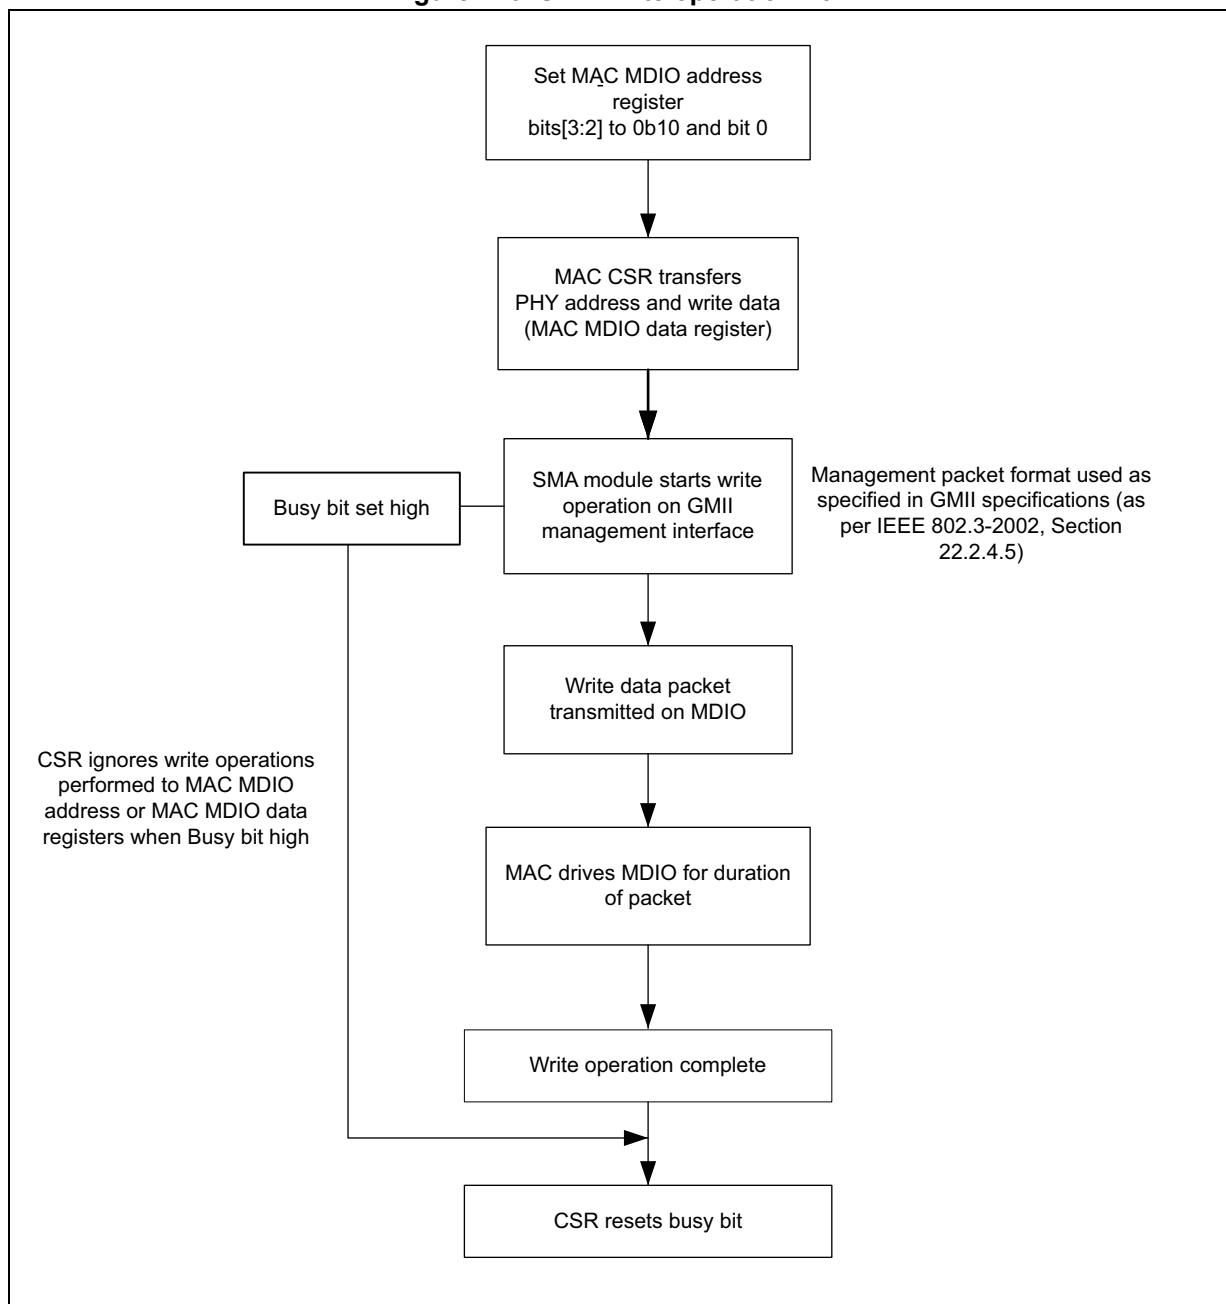 Set MAC MDIO address
register
bits[3:2] to 0b10 and bit 0
MAC CSR transfers
PHY address and write data
(MAC MDIO data register)
SMA module starts write
operation on GMII
management interface
Management packet format used as
specified in GMII specifications (as
per IEEE 802.3-2002, Section
22.2.4.5)
Busy bit set high
Write data packet
transmitted on MDIO
CSR ignores write operations
performed to MAC MDIO
address or MAC MDIO data
registers when Busy bit high
MAC drives MDIO for duration
of packet
Write operation complete
CSR resets busy bit